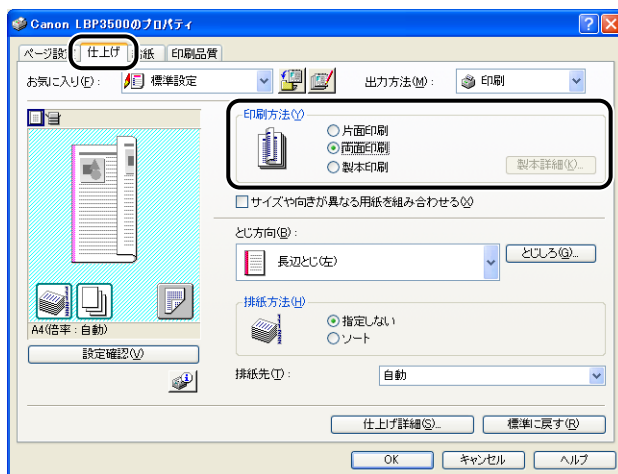 Canon LBP3500のプロパティ
ページ設定 仕上げ 給紙 印刷品質
お気に入り(F): 標準設定 出力方法(M): 印刷
印刷方法(Y)
片面印刷
両面印刷
製本印刷 製本詳細(K)...
サイズや向きが異なる用紙を組み合わせる(X)
とじ方向(B):
長辺とじ(左) とじしろ(G)...
排紙方法(H)
指定しない
ソート
A4(倍率:自動)
設定確認(V)
排紙先(T): 自動
仕上げ詳細(S)... 標準に戻す(R)
OK キャンセル ヘルプ